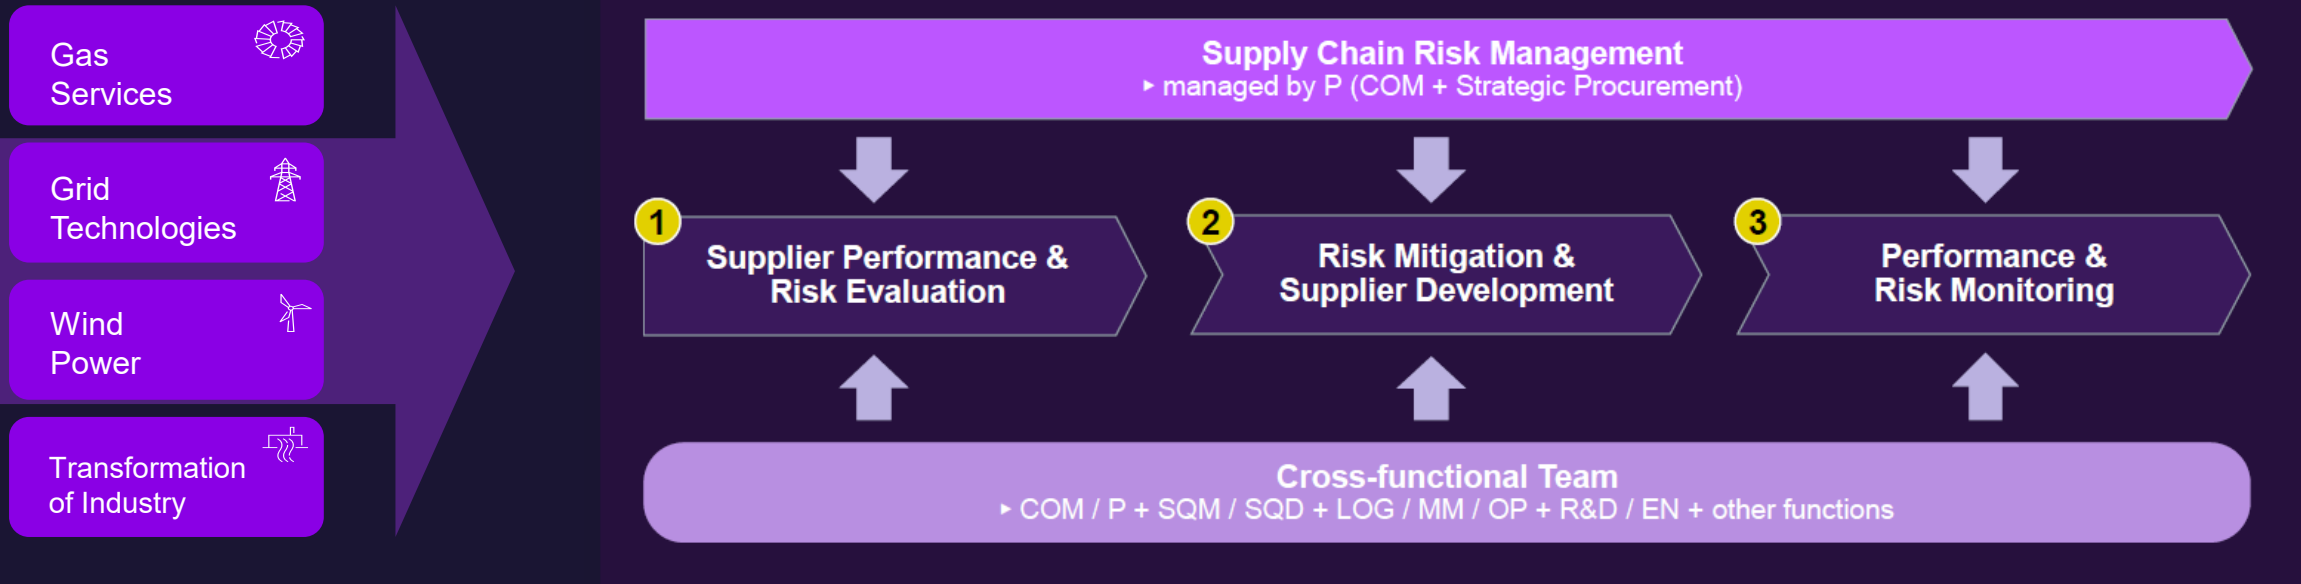 Gas
Services
Grid
Technologies
Wind
Power
Transformation
of Industry
Supply Chain Risk Management
▸ managed by P (COM + Strategic Procurement)
1
Supplier Performance &
Risk Evaluation
2
Risk Mitigation &
Supplier Development
3
Performance &
Risk Monitoring
Cross-functional Team
▸ COM / P + SQM / SQD + LOG / MM / OP + R&D / EN + other functions